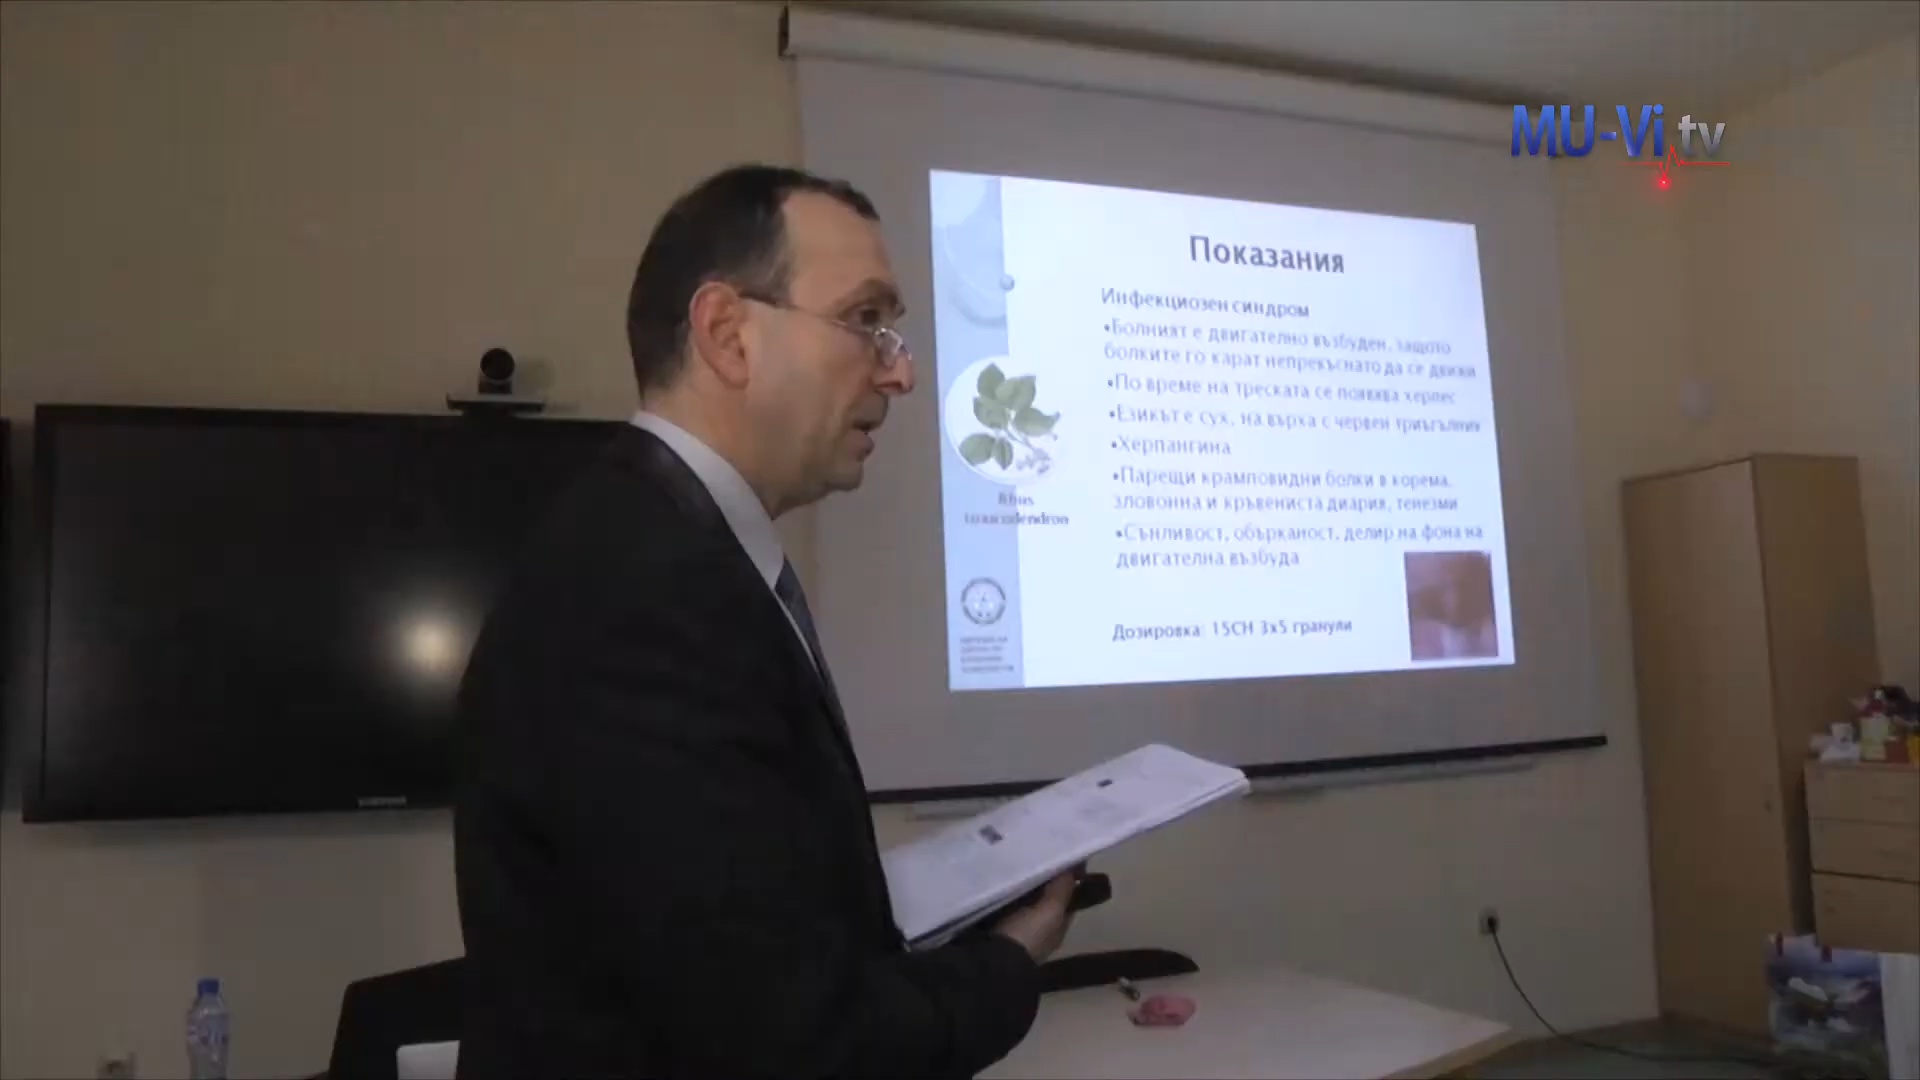 MU-Vi.tv
Показания
Инфекциозен синдром
•Болният е двигателно възбуден, защото
болките го карат непрекъснато да се движи
•По време на треската се появява херпес
•Езикът е сух, на върха с червен триъгълник
•Херпангина
•Парещи крамповидни болки в корема,
зловонна и кръвениста диария, тенезми
•Сънливост, обърканост, делир на фона на
двигателна възбуда
Дозировка: 15CH 3x5 гранули
Rhus
toxicodendron